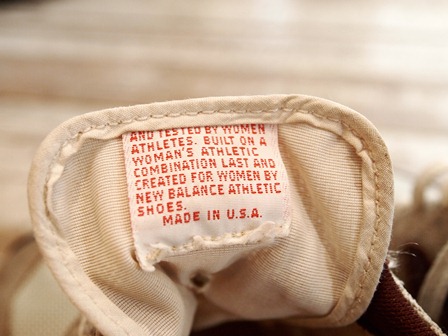 AND TESTED BY WOMEN
ATHLETES. BUILT ON A
WOMAN'S ATHLETIC
COMBINATION LAST AND
CREATED FOR WOMEN BY
NEW BALANCE ATHLETIC
SHOES.
MADE IN U.S.A.